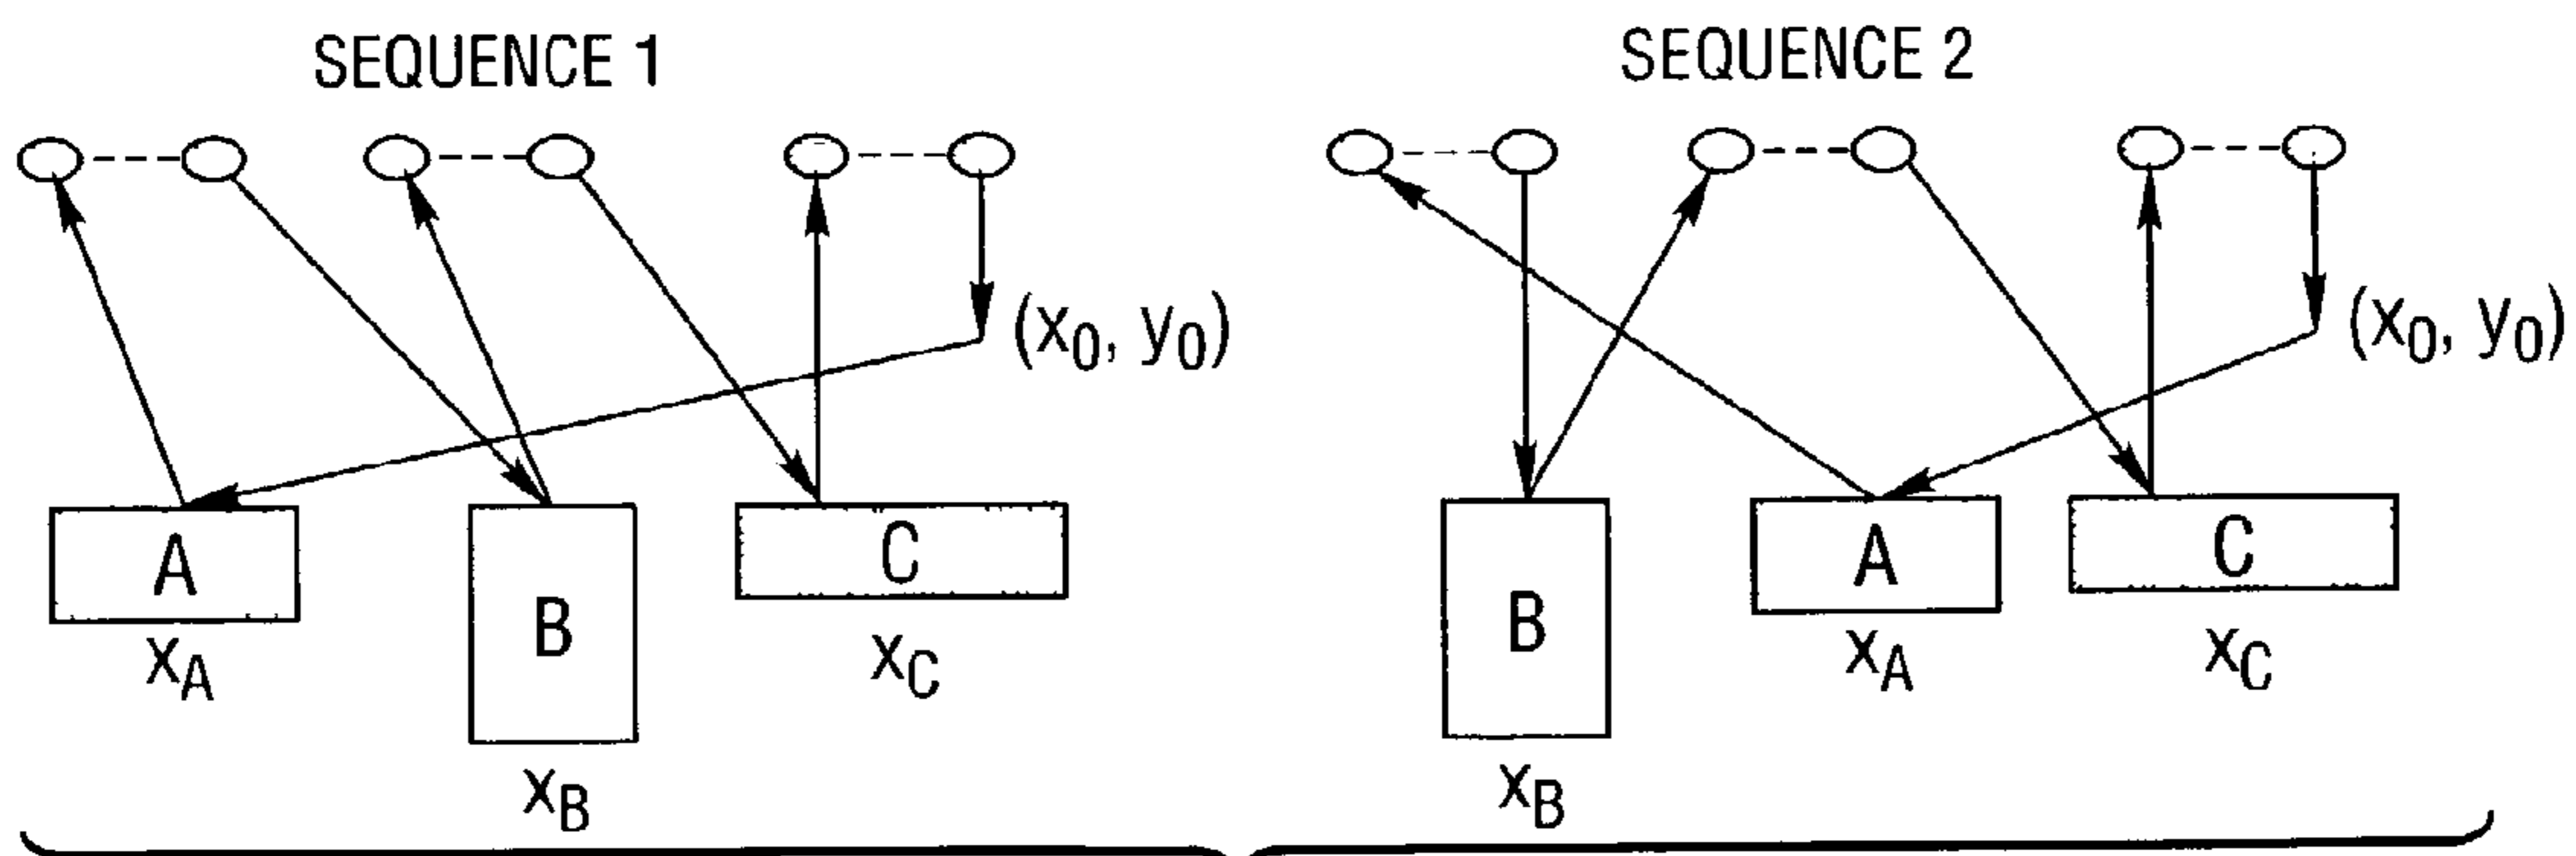 SEQUENCE 1
(x0, y0)
A
B
C
xA
xB
xC
SEQUENCE 2
(x0, y0)
B
A
C
xB
xA
xC